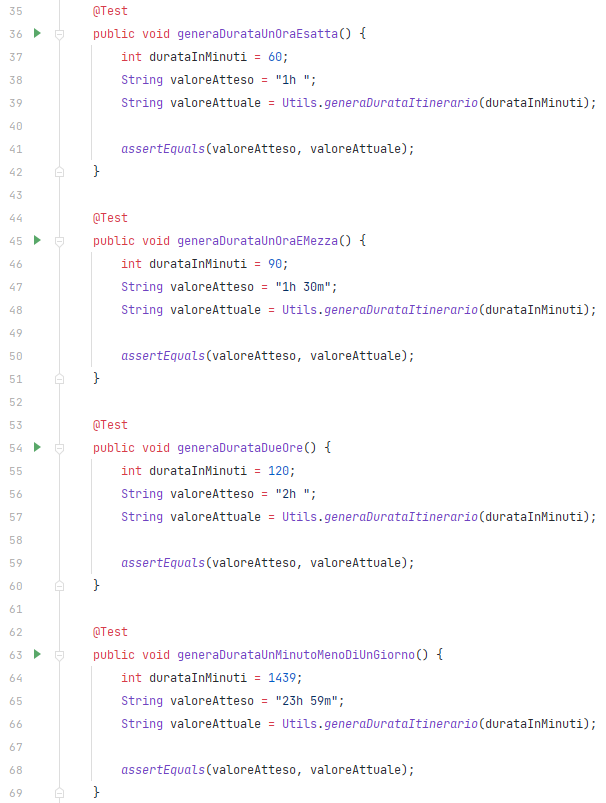 35 @Test
36 public void generaDurataUnOraEsatta() {
37 int durataInMinuti = 60;
38 String valoreAtteso = "1h ";
39 String valoreAttuale = Utils.generaDurataItinerario(durataInMinuti);
40
41 assertEquals(valoreAtteso, valoreAttuale);
42 }
43
44 @Test
45 public void generaDurataUnOraEMezza() {
46 int durataInMinuti = 90;
47 String valoreAtteso = "1h 30m";
48 String valoreAttuale = Utils.generaDurataItinerario(durataInMinuti);
49
50 assertEquals(valoreAtteso, valoreAttuale);
51 }
52
53 @Test
54 public void generaDurataDueOre() {
55 int durataInMinuti = 120;
56 String valoreAtteso = "2h ";
57 String valoreAttuale = Utils.generaDurataItinerario(durataInMinuti);
58
59 assertEquals(valoreAtteso, valoreAttuale);
60 }
61
62 @Test
63 public void generaDurataUnMinutoMenoDiUnGiorno() {
64 int durataInMinuti = 1439;
65 String valoreAtteso = "23h 59m";
66 String valoreAttuale = Utils.generaDurataItinerario(durataInMinuti);
67
68 assertEquals(valoreAtteso, valoreAttuale);
69 }